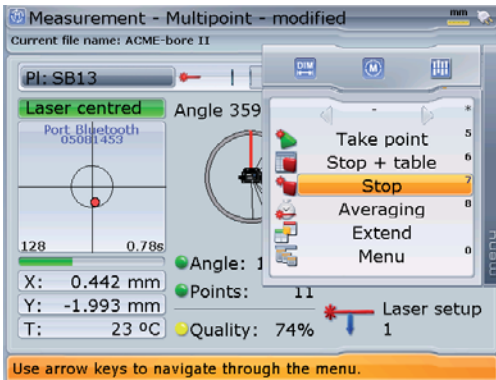 Measurement - Multipoint - modified
mm
Current file name: ACME-bore II
Pl: SB13
Laser centred
Angle 359
Port Bluetooth
05081453
128
0.78s
X: 0.442 mm
Y: -1.993 mm
T: 23 ºC
Angle: 1
Points: 11
Quality: 74%
DIM
M
- *
Take point 5
Stop + table 6
Stop 7
Averaging 8
Extend
Menu 0
menu
Laser setup
1
Use arrow keys to navigate through the menu.